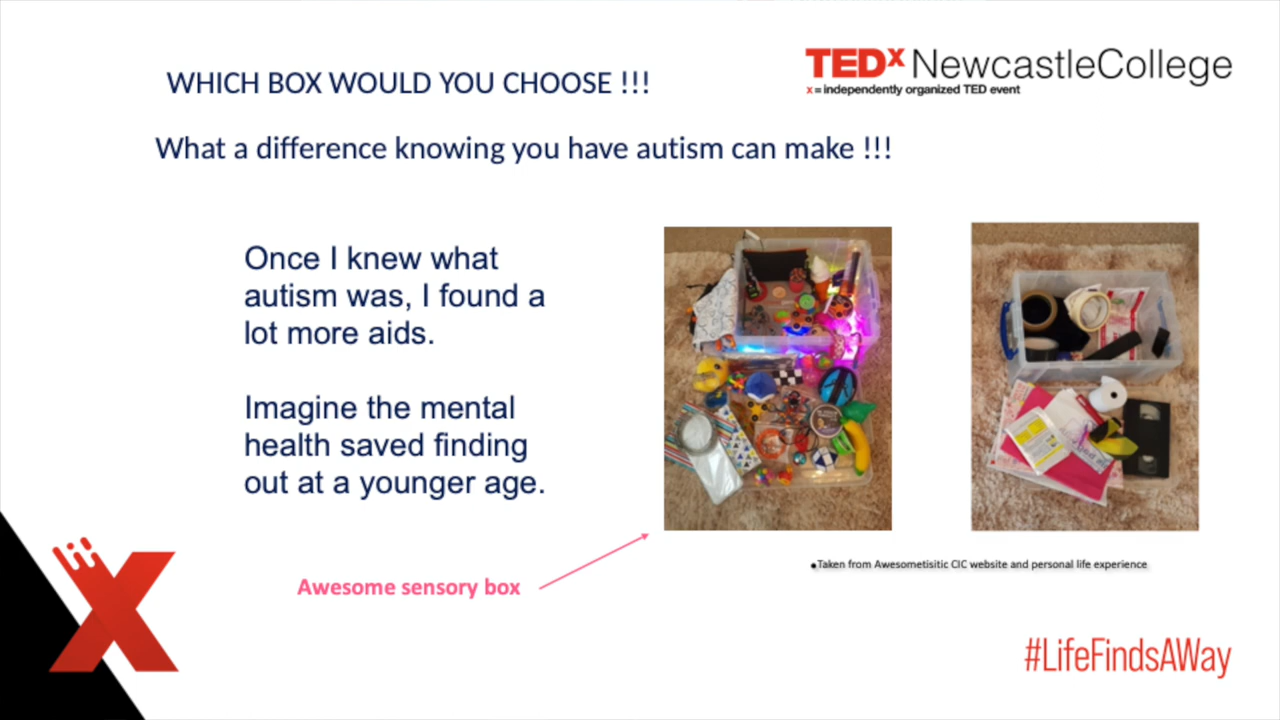 WHICH BOX WOULD YOU CHOOSE !!!
TEDx NewcastleCollege
x = independently organized TED event
What a difference knowing you have autism can make !!!
Once I knew what
autism was, I found a
lot more aids.
Imagine the mental
health saved finding
out at a younger age.
Awesome sensory box
•Taken from Awesometisitic CIC website and personal life experience
X
#LifeFindsAWay